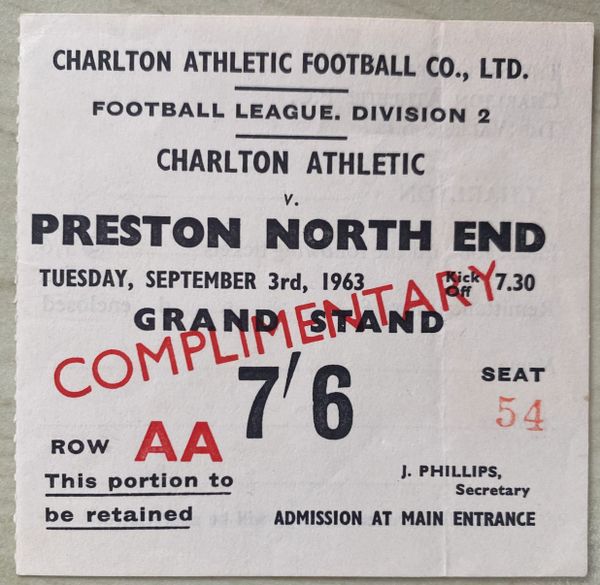 CHARLTON ATHLETIC FOOTBALL CO., LTD.
FOOTBALL LEAGUE. DIVISION 2
CHARLTON ATHLETIC
v.
PRESTON NORTH END
TUESDAY, SEPTEMBER 3rd, 1963 Kick Off 7.30
GRAND STAND
COMPLIMENTARY
7/6
SEAT
54
ROW AA
This portion to
be retained
J. PHILLIPS,
Secretary
ADMISSION AT MAIN ENTRANCE